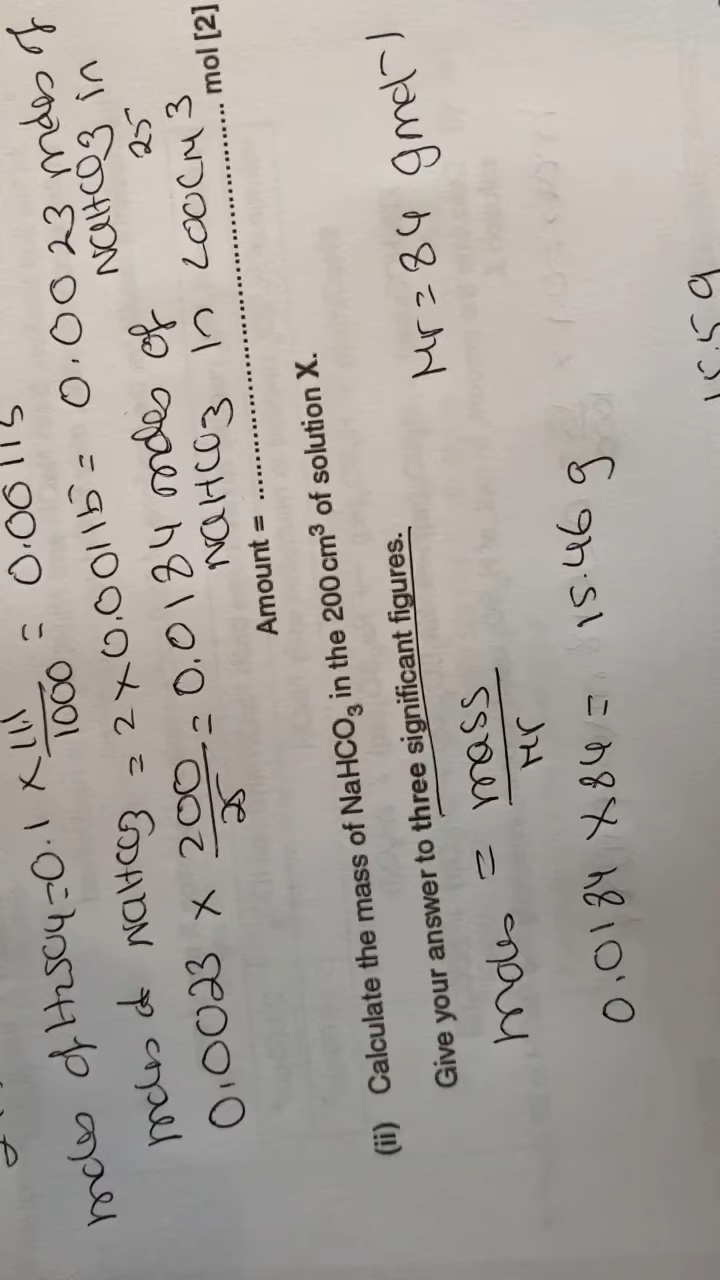 moles of H2SO4=0.1 × 11.1/1000 = 0.00115
moles of NaHCO3 = 2×0.00115 = 0.0023 moles of NaHCO3 in 25
0.0023 × 200/25 = 0.0184 moles of NaHCO3 in 200CM3
Amount = ........................................ mol [2]
(ii) Calculate the mass of NaHCO3 in the 200 cm³ of solution X.
Give your answer to three significant figures.
Mr = 84 gmol-1
moles = mass/Mr
0.0184 × 84 = 15.46 g
15.5 g